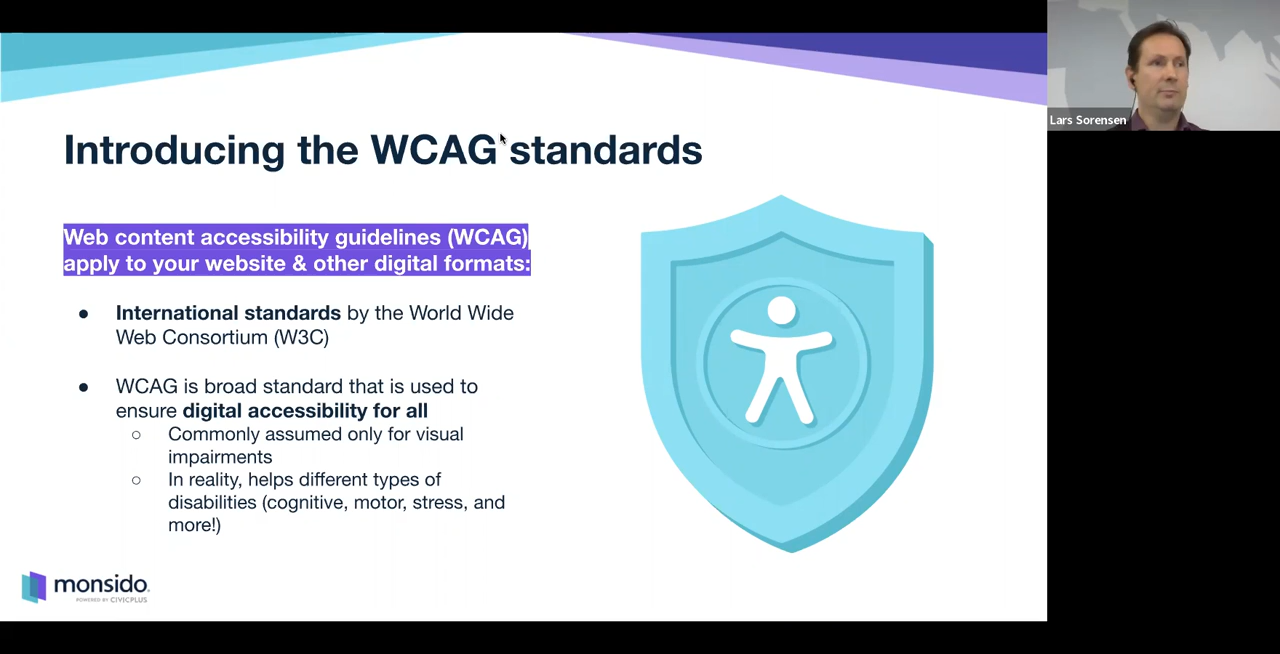 Introducing the WCAG standards
Web content accessibility guidelines (WCAG)
apply to your website & other digital formats:
● International standards by the World Wide
Web Consortium (W3C)
● WCAG is broad standard that is used to
ensure digital accessibility for all
○ Commonly assumed only for visual
impairments
○ In reality, helps different types of
disabilities (cognitive, motor, stress, and
more!)
monsido
POWERED BY CIVICPLUS
Lars Sorensen